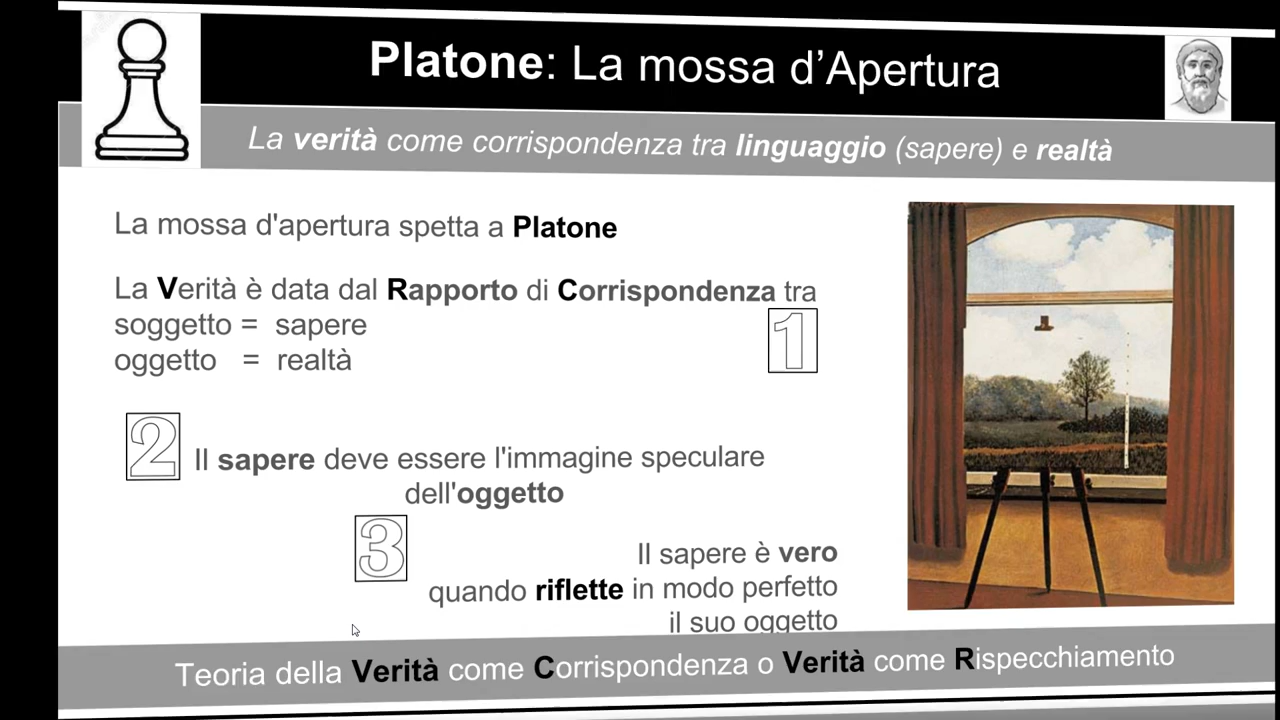 Platone: La mossa d’Apertura
La verità come corrispondenza tra linguaggio (sapere) e realtà
La mossa d'apertura spetta a Platone
La Verità è data dal Rapporto di Corrispondenza tra
soggetto = sapere
oggetto = realtà
1
2
Il sapere deve essere l'immagine speculare
dell'oggetto
3
Il sapere è vero
quando riflette in modo perfetto
il suo oggetto
Teoria della Verità come Corrispondenza o Verità come Rispecchiamento